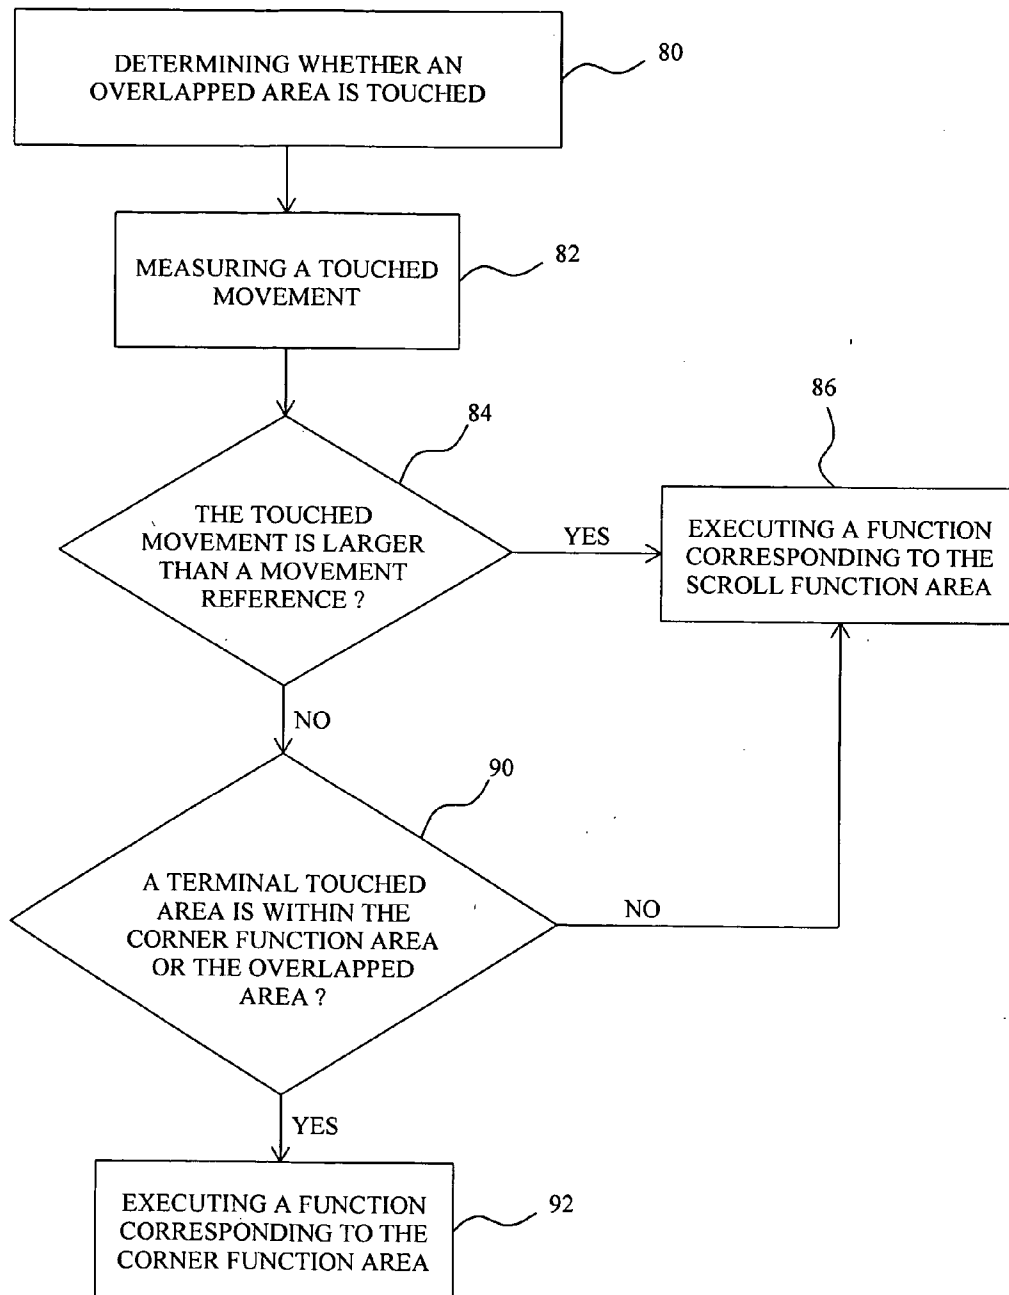 DETERMINING WHETHER AN
OVERLAPPED AREA IS TOUCHED
80
MEASURING A TOUCHED
MOVEMENT
82
84
THE TOUCHED
MOVEMENT IS LARGER
THAN A MOVEMENT
REFERENCE ?
YES
86
EXECUTING A FUNCTION
CORRESPONDING TO THE
SCROLL FUNCTION AREA
NO
90
A TERMINAL TOUCHED
AREA IS WITHIN THE
CORNER FUNCTION AREA
OR THE OVERLAPPED
AREA ?
NO
YES
EXECUTING A FUNCTION
CORRESPONDING TO THE
CORNER FUNCTION AREA
92